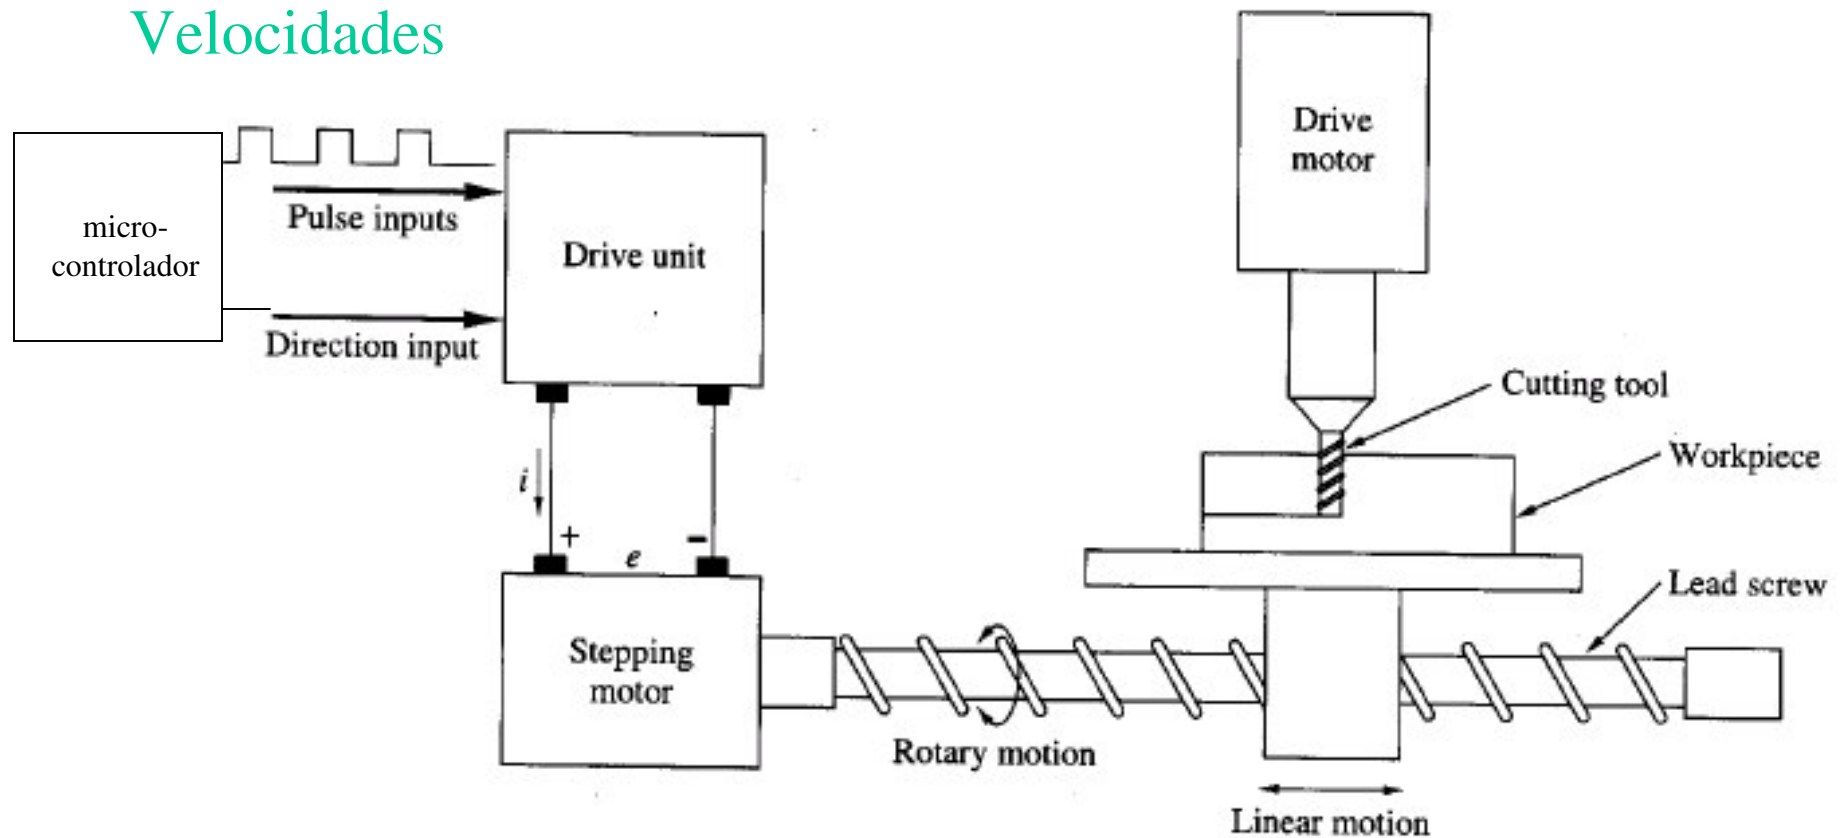 Velocidades
micro-
controlador
Pulse inputs
Direction input
Drive unit
i
+
e
-
Stepping
motor
Rotary motion
Drive
motor
Cutting tool
Workpiece
Lead screw
Linear motion